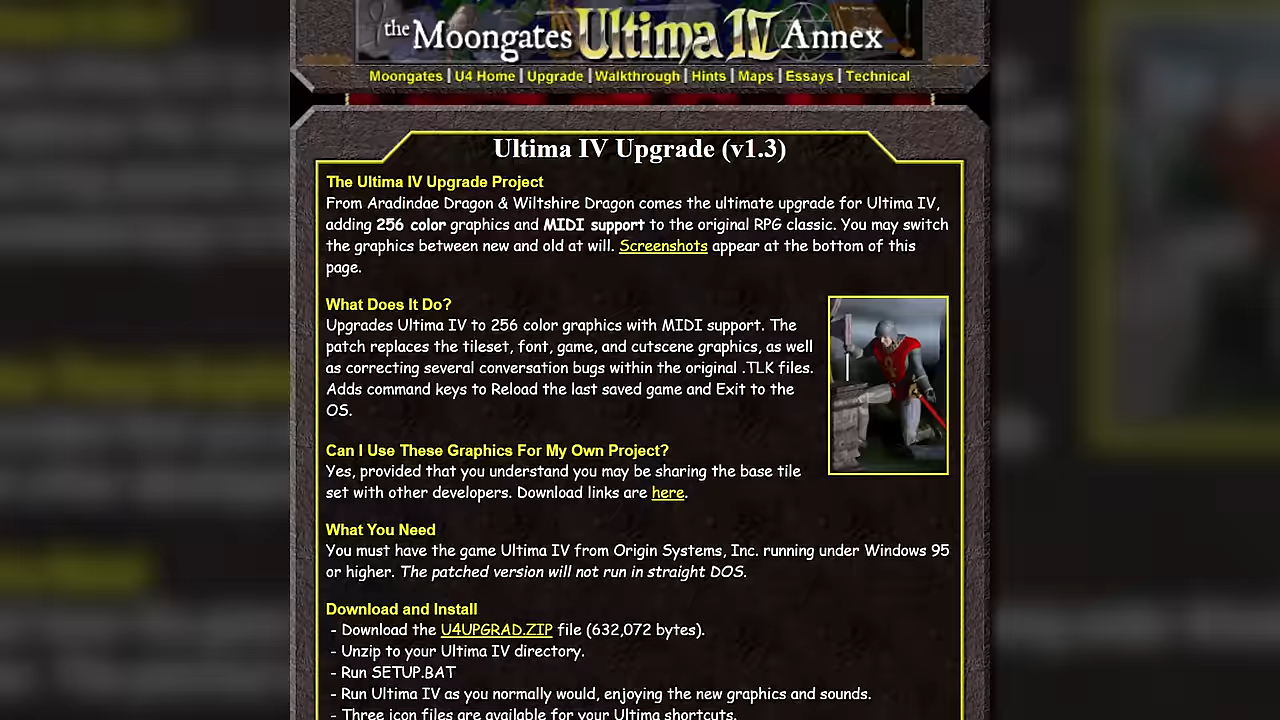 the Moongates Ultima IV Annex
Moongates | U4 Home | Upgrade | Walkthrough | Hints | Maps | Essays | Technical
Ultima IV Upgrade (v1.3)
The Ultima IV Upgrade Project
From Aradindae Dragon & Wiltshire Dragon comes the ultimate upgrade for Ultima IV,
adding 256 color graphics and MIDI support to the original RPG classic. You may switch
the graphics between new and old at will. Screenshots appear at the bottom of this
page.
What Does It Do?
Upgrades Ultima IV to 256 color graphics with MIDI support. The
patch replaces the tileset, font, game, and cutscene graphics, as well
as correcting several conversation bugs within the original .TLK files.
Adds command keys to Reload the last saved game and Exit to the
OS.
Can I Use These Graphics For My Own Project?
Yes, provided that you understand you may be sharing the base tile
set with other developers. Download links are here.
What You Need
You must have the game Ultima IV from Origin Systems, Inc. running under Windows 95
or higher. The patched version will not run in straight DOS.
Download and Install
- Download the U4UPGRAD.ZIP file (632,072 bytes).
- Unzip to your Ultima IV directory.
- Run SETUP.BAT
- Run Ultima IV as you normally would, enjoying the new graphics and sounds.
- Three icon files are available for your Ultima shortcuts.